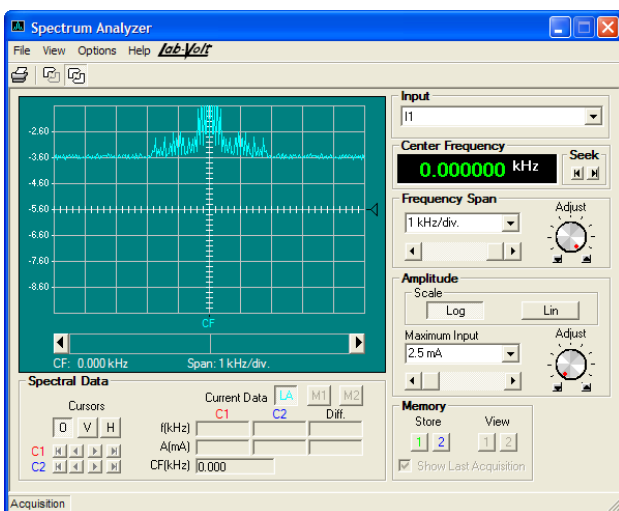 Spectrum Analyzer
File View Options Help Lab-Volt
Input
I1
Center Frequency
0.000000 kHz
Seek
Frequency Span
Adjust
1 kHz/div.
Amplitude
Scale
Log Lin
Maximum Input
Adjust
2.5 mA
Memory
Store View
1 2 1 2
Show Last Acquisition
-2.60
-3.60
-4.60
-5.60
-6.60
-7.60
-8.60
CF
CF: 0.000 kHz Span: 1 kHz/div.
Spectral Data
Cursors
O V H
C1
C2
Current Data LA M1 M2
C1 C2 Diff.
f(kHz)
A(mA)
CF(kHz) 0.000
Acquisition